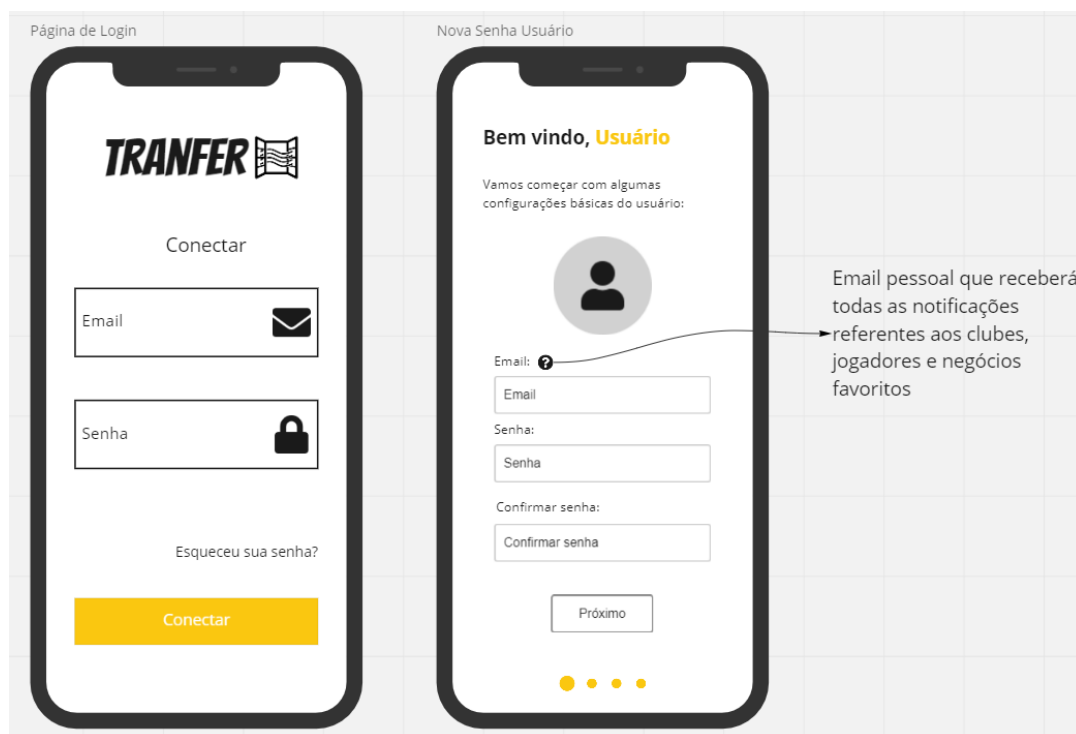 Página de Login
TRANFER
Conectar
Email
Senha
Esqueceu sua senha?
Conectar
Nova Senha Usuário
Bem vindo, Usuário
Vamos começar com algumas
configurações básicas do usuário:
Email: ?
Email
Senha:
Senha
Confirmar senha:
Confirmar senha
Próximo
Email pessoal que receberá
todas as notificações
referentes aos clubes,
jogadores e negócios
favoritos